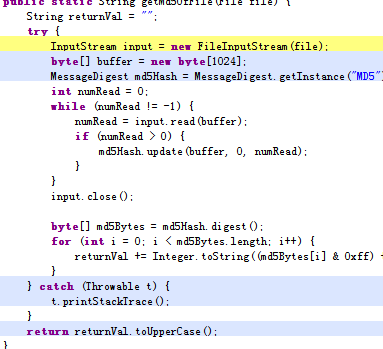 public static String getMd5OfFile(File file) {
String returnVal = "";
try {
InputStream input = new FileInputStream(file);
byte[] buffer = new byte[1024];
MessageDigest md5Hash = MessageDigest.getInstance("MD5")
int numRead = 0;
while (numRead != -1) {
numRead = input.read(buffer);
if (numRead > 0) {
md5Hash.update(buffer, 0, numRead);
}
}
input.close();
byte[] md5Bytes = md5Hash.digest();
for (int i = 0; i < md5Bytes.length; i++) {
returnVal += Integer.toString((md5Bytes[i] & 0xff) +
}
} catch (Throwable t) {
t.printStackTrace();
}
return returnVal.toUpperCase();
}